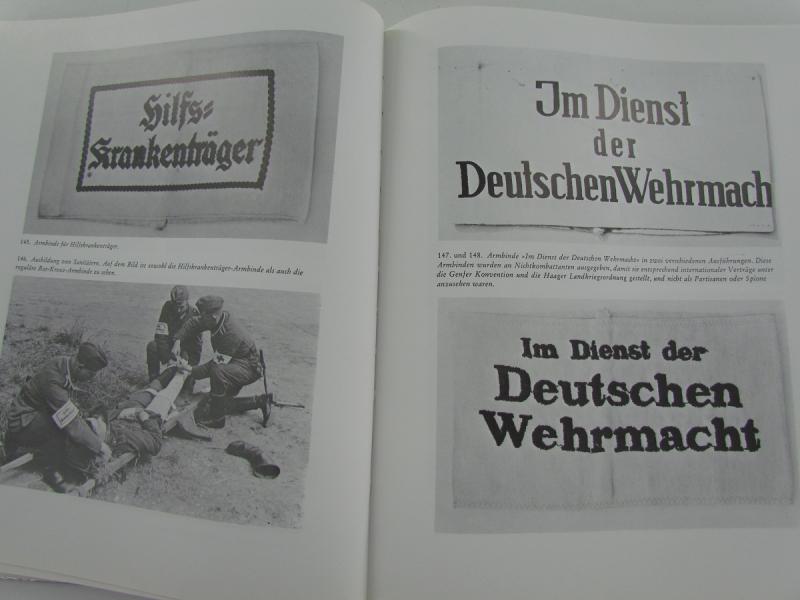 Hilfs=
Krankenträger
145. Armbinde für Hilfskrankenträger.
146. Ausbildung von Sanitätern. Auf dem Bild ist sowohl die Hilfskrankenträger-Armbinde als auch die
reguläre Rot-Kreuz-Armbinde zu sehen.
Im Dienst
der
Deutschen Wehrmach
147. und 148. Armbinde »Im Dienst der Deutschen Wehrmacht« in zwei verschiedenen Ausführungen. Diese
Armbinden wurden an Nichtkombattanten ausgegeben, damit sie entsprechend internationaler Verträge unter
die Genfer Konvention und die Haager Landkriegsordnung gestellt, und nicht als Partisanen oder Spione
anzusehen waren.
Im Dienst der
Deutschen
Wehrmacht